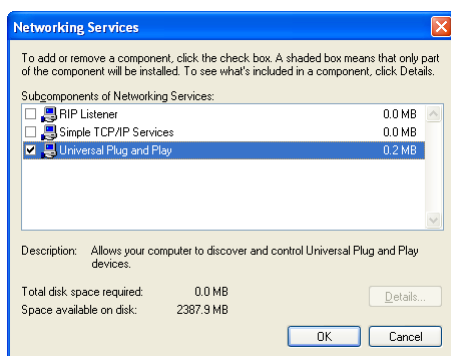 Networking Services
To add or remove a component, click the check box. A shaded box means that only part
of the component will be installed. To see what's included in a component, click Details.
Subcomponents of Networking Services:
RIP Listener 0.0 MB
Simple TCP/IP Services 0.0 MB
Universal Plug and Play 0.2 MB
Description: Allows your computer to discover and control Universal Plug and Play
devices.
Total disk space required: 0.0 MB
Space available on disk: 2387.9 MB
Details...
OK Cancel